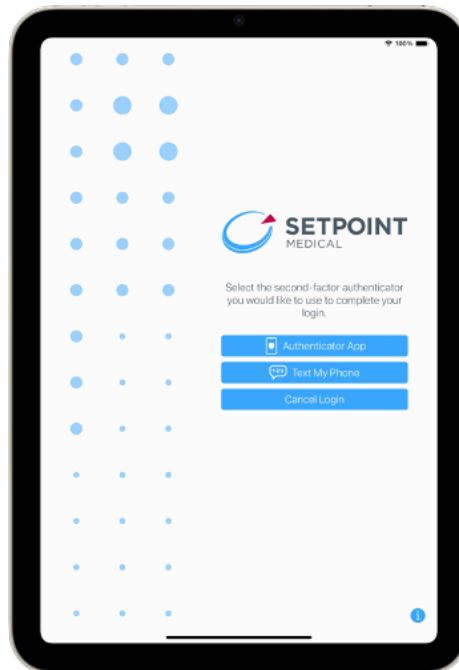 100%
SETPOINT
MEDICAL
Select the second-factor authenticator
you would like to use to complete your
login.
Authenticator App
123 Text My Phone
Cancel Login
i